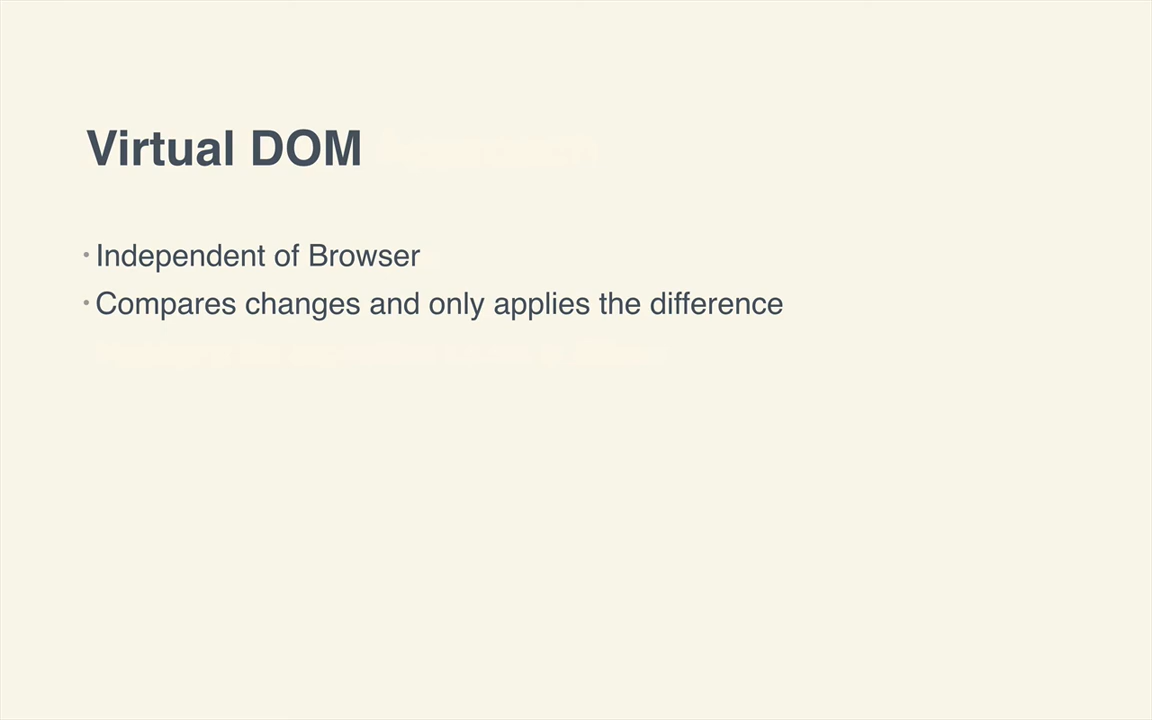 Virtual DOM
• Independent of Browser
• Compares changes and only applies the difference